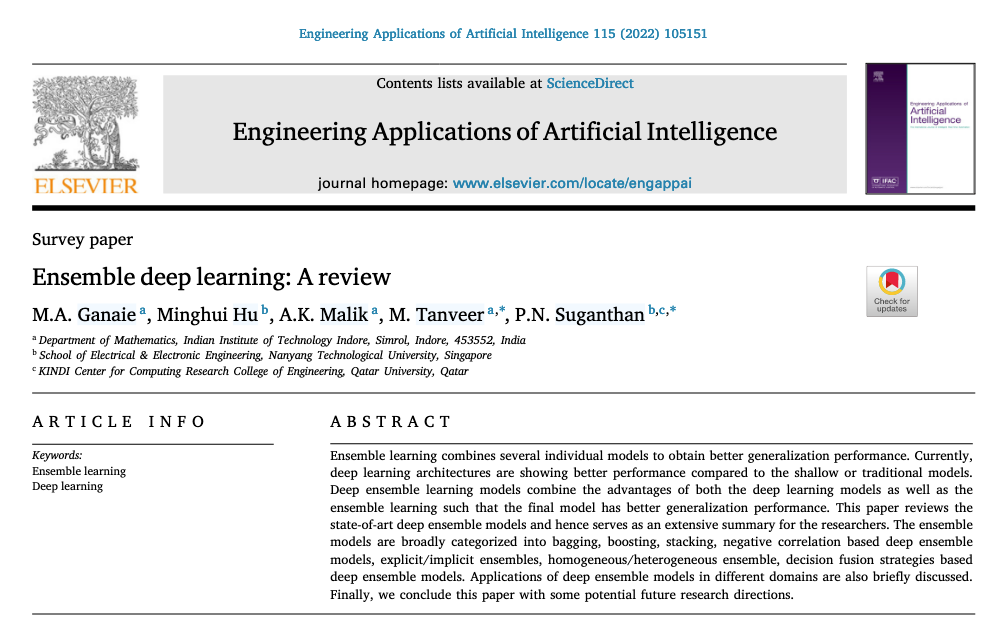 Engineering Applications of Artificial Intelligence 115 (2022) 105151
Contents lists available at ScienceDirect
Engineering Applications of Artificial Intelligence
journal homepage: www.elsevier.com/locate/engappai
ELSEVIER
Engineering Applications of
Artificial
Intelligence
IFAC
Survey paper
Ensemble deep learning: A review
Check for
updates
M.A. Ganaie a, Minghui Hu b, A.K. Malik a, M. Tanveer a,*, P.N. Suganthan b,c,*
a Department of Mathematics, Indian Institute of Technology Indore, Simrol, Indore, 453552, India
b School of Electrical & Electronic Engineering, Nanyang Technological University, Singapore
c KINDI Center for Computing Research College of Engineering, Qatar University, Qatar
ARTICLE INFO
Keywords:
Ensemble learning
Deep learning
ABSTRACT
Ensemble learning combines several individual models to obtain better generalization performance. Currently,
deep learning architectures are showing better performance compared to the shallow or traditional models.
Deep ensemble learning models combine the advantages of both the deep learning models as well as the
ensemble learning such that the final model has better generalization performance. This paper reviews the
state-of-art deep ensemble models and hence serves as an extensive summary for the researchers. The ensemble
models are broadly categorized into bagging, boosting, stacking, negative correlation based deep ensemble
models, explicit/implicit ensembles, homogeneous/heterogeneous ensemble, decision fusion strategies based
deep ensemble models. Applications of deep ensemble models in different domains are also briefly discussed.
Finally, we conclude this paper with some potential future research directions.